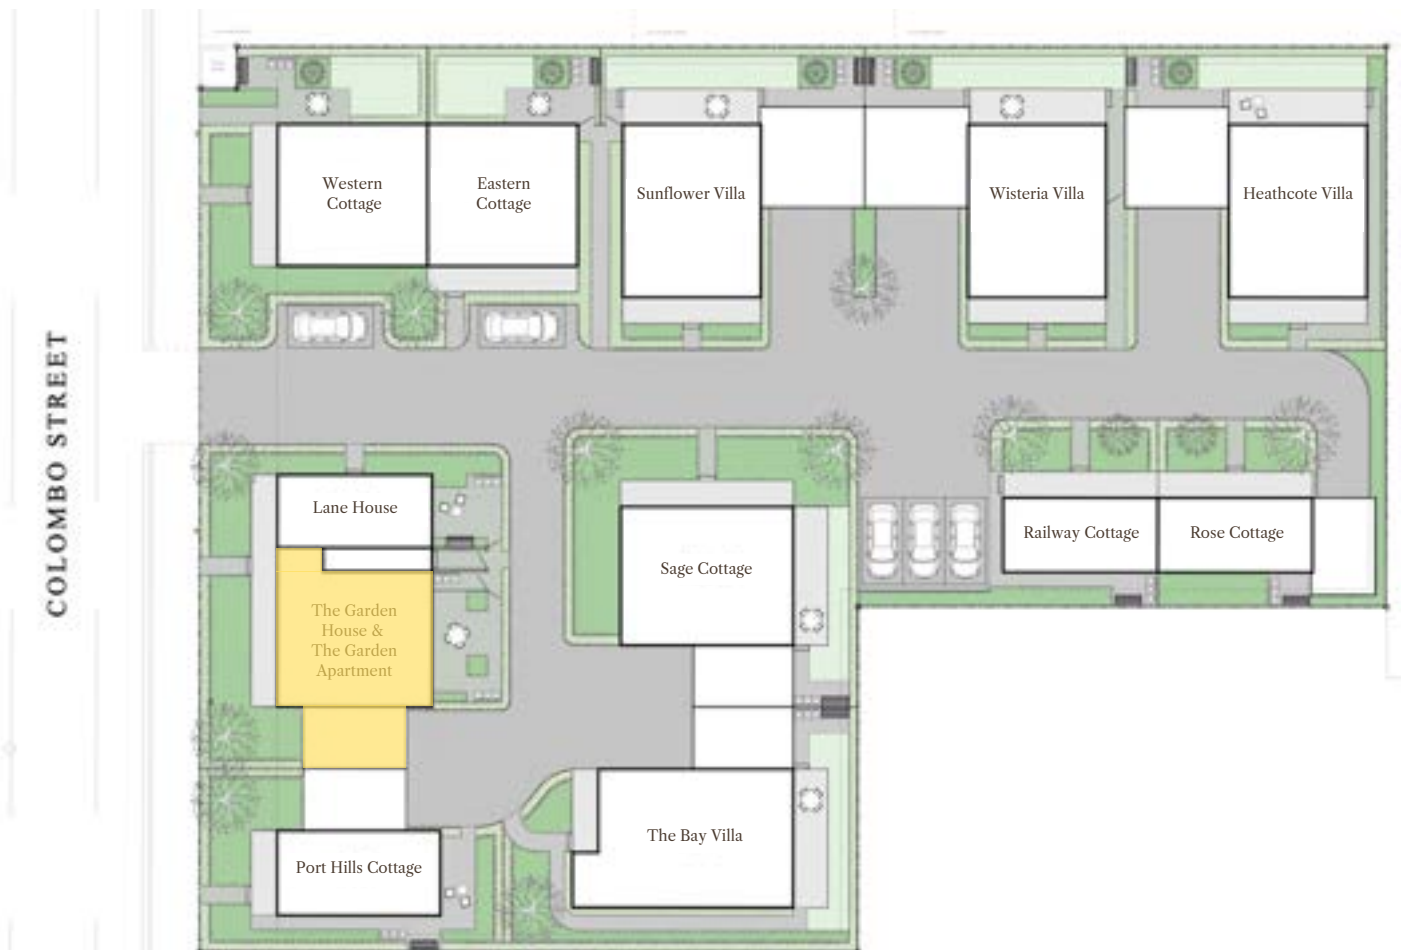 Western
Cottage
Eastern
Cottage
Sunflower Villa
Wisteria Villa
Heathcote Villa
COLOMBO STREET
Lane House
Railway Cottage
Rose Cottage
Sage Cottage
The Garden
House &
The Garden
Apartment
The Bay Villa
Port Hills Cottage